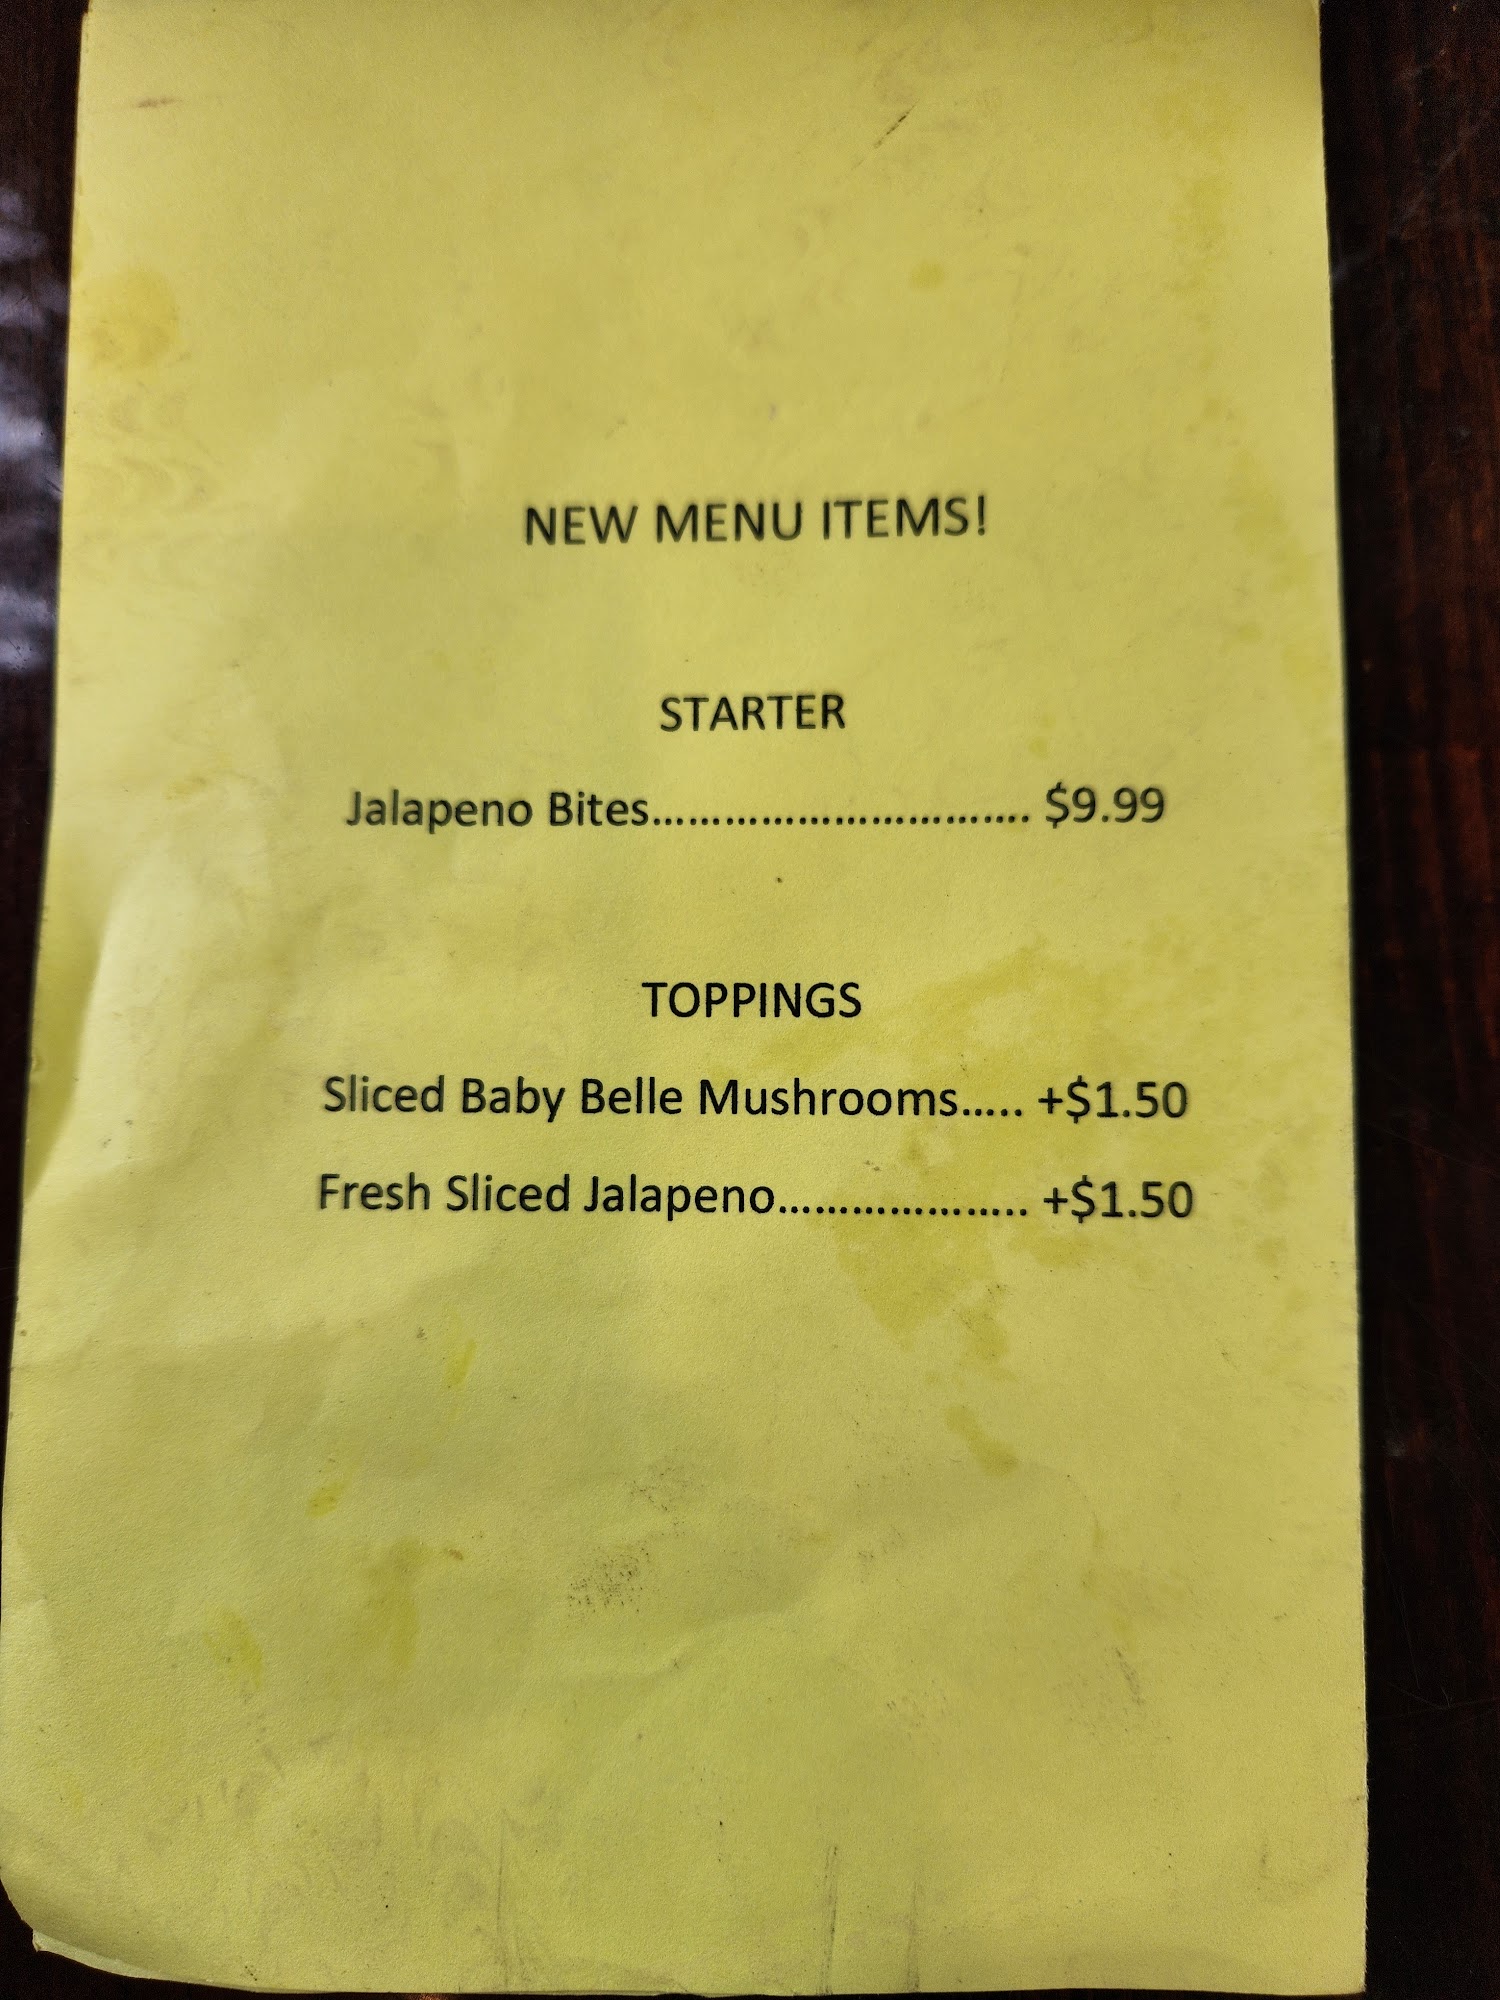 NEW MENU ITEMS!
STARTER
Jalapeno Bites................................ $9.99
TOPPINGS
Sliced Baby Belle Mushrooms..... +$1.50
Fresh Sliced Jalapeno..................... +$1.50